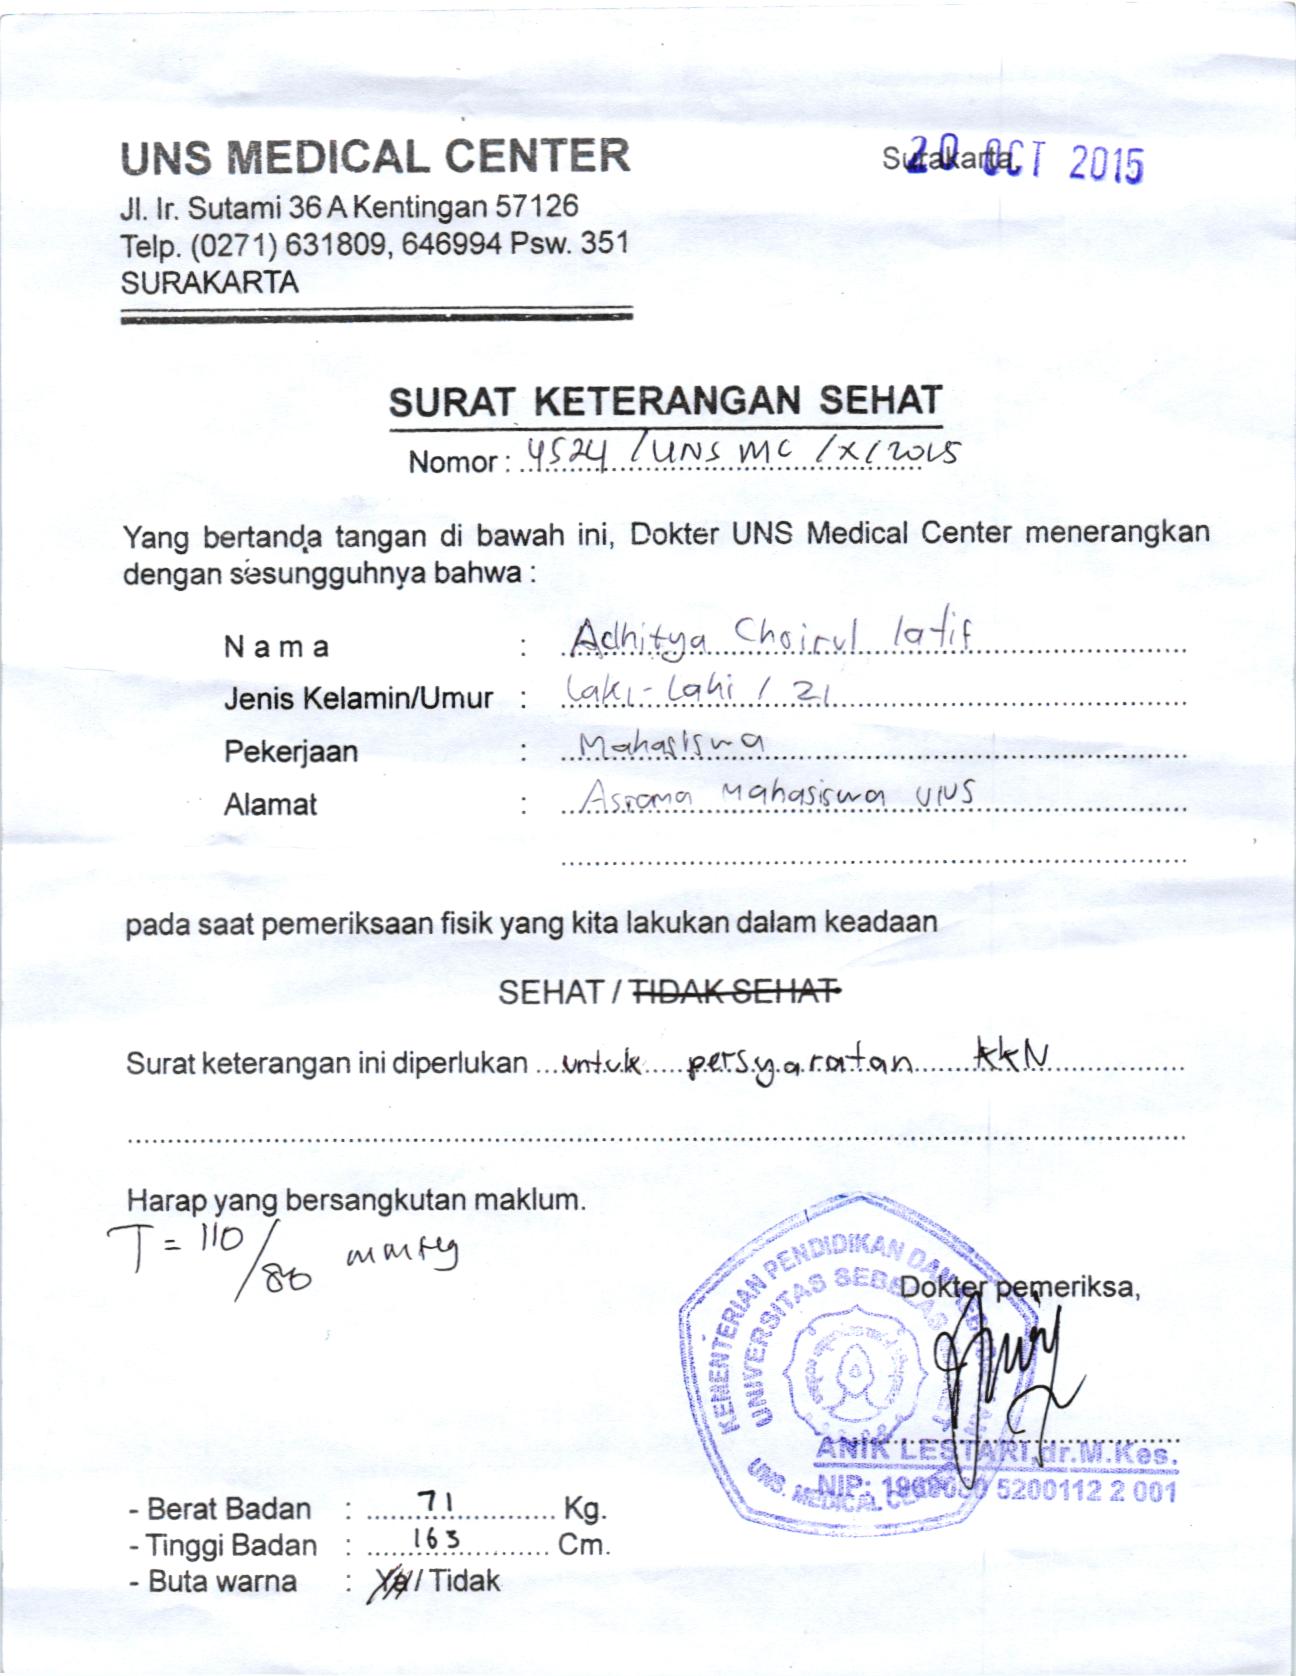 UNS MEDICAL CENTER
Jl. Ir. Sutami 36 A Kentingan 57126
Telp. (0271) 631809, 646994 Psw. 351
SURAKARTA
Surakarta, 20 OCT 2015
SURAT KETERANGAN SEHAT
Nomor : 4524 / UNS MC / X / 2015
Yang bertanda tangan di bawah ini, Dokter UNS Medical Center menerangkan
dengan sesungguhnya bahwa :
Nama : Adhitya Choirul latif
Jenis Kelamin/Umur : Laki-Laki / 21
Pekerjaan : Mahasiswa
Alamat : Asrama Mahasiswa UNS
pada saat pemeriksaan fisik yang kita lakukan dalam keadaan
SEHAT / TIDAK SEHAT
Surat keterangan ini diperlukan untuk persyaratan KKN
Harap yang bersangkutan maklum.
T = 110/80 mmHg
Dokter pemeriksa,
KEMENTERIAN PENDIDIKAN DAN
UNIVERSITAS SEBELAS
UNS. MEDICAL CENTER
ANIK LESTARI,dr.M.Kes.
NIP: 5200112 2 001
- Berat Badan : 71 Kg.
- Tinggi Badan : 163 Cm.
- Buta warna : Ya / Tidak